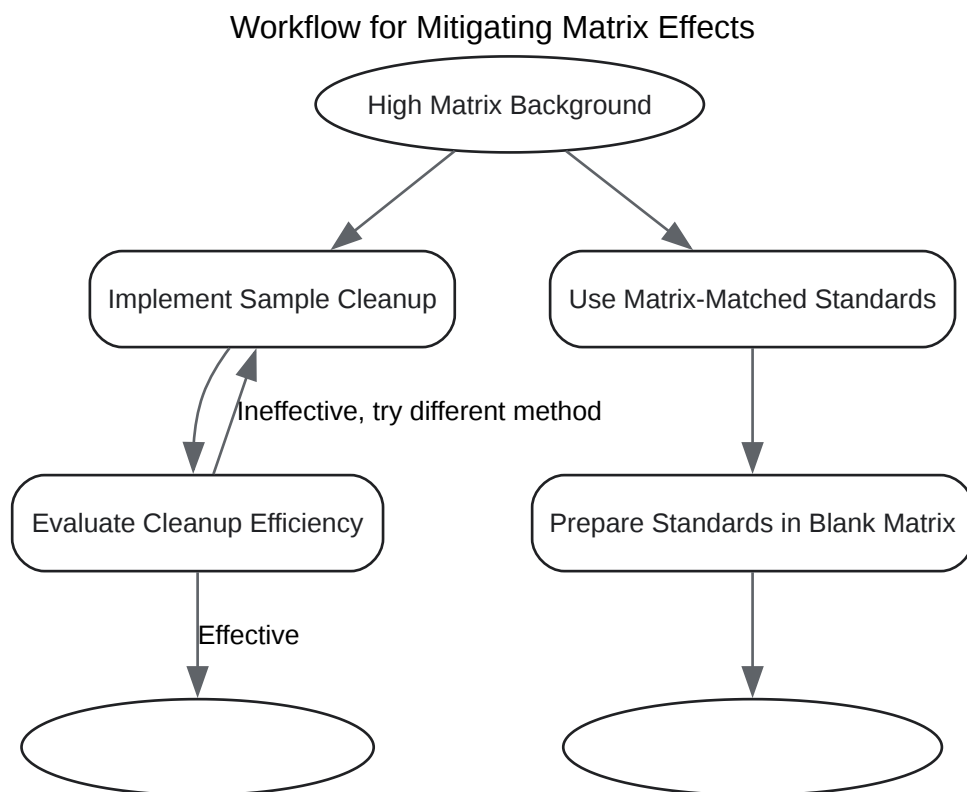 Workflow for Mitigating Matrix Effects
High Matrix Background
Implement Sample Cleanup
Use Matrix-Matched Standards
Ineffective, try different method
Evaluate Cleanup Efficiency
Prepare Standards in Blank Matrix
Effective